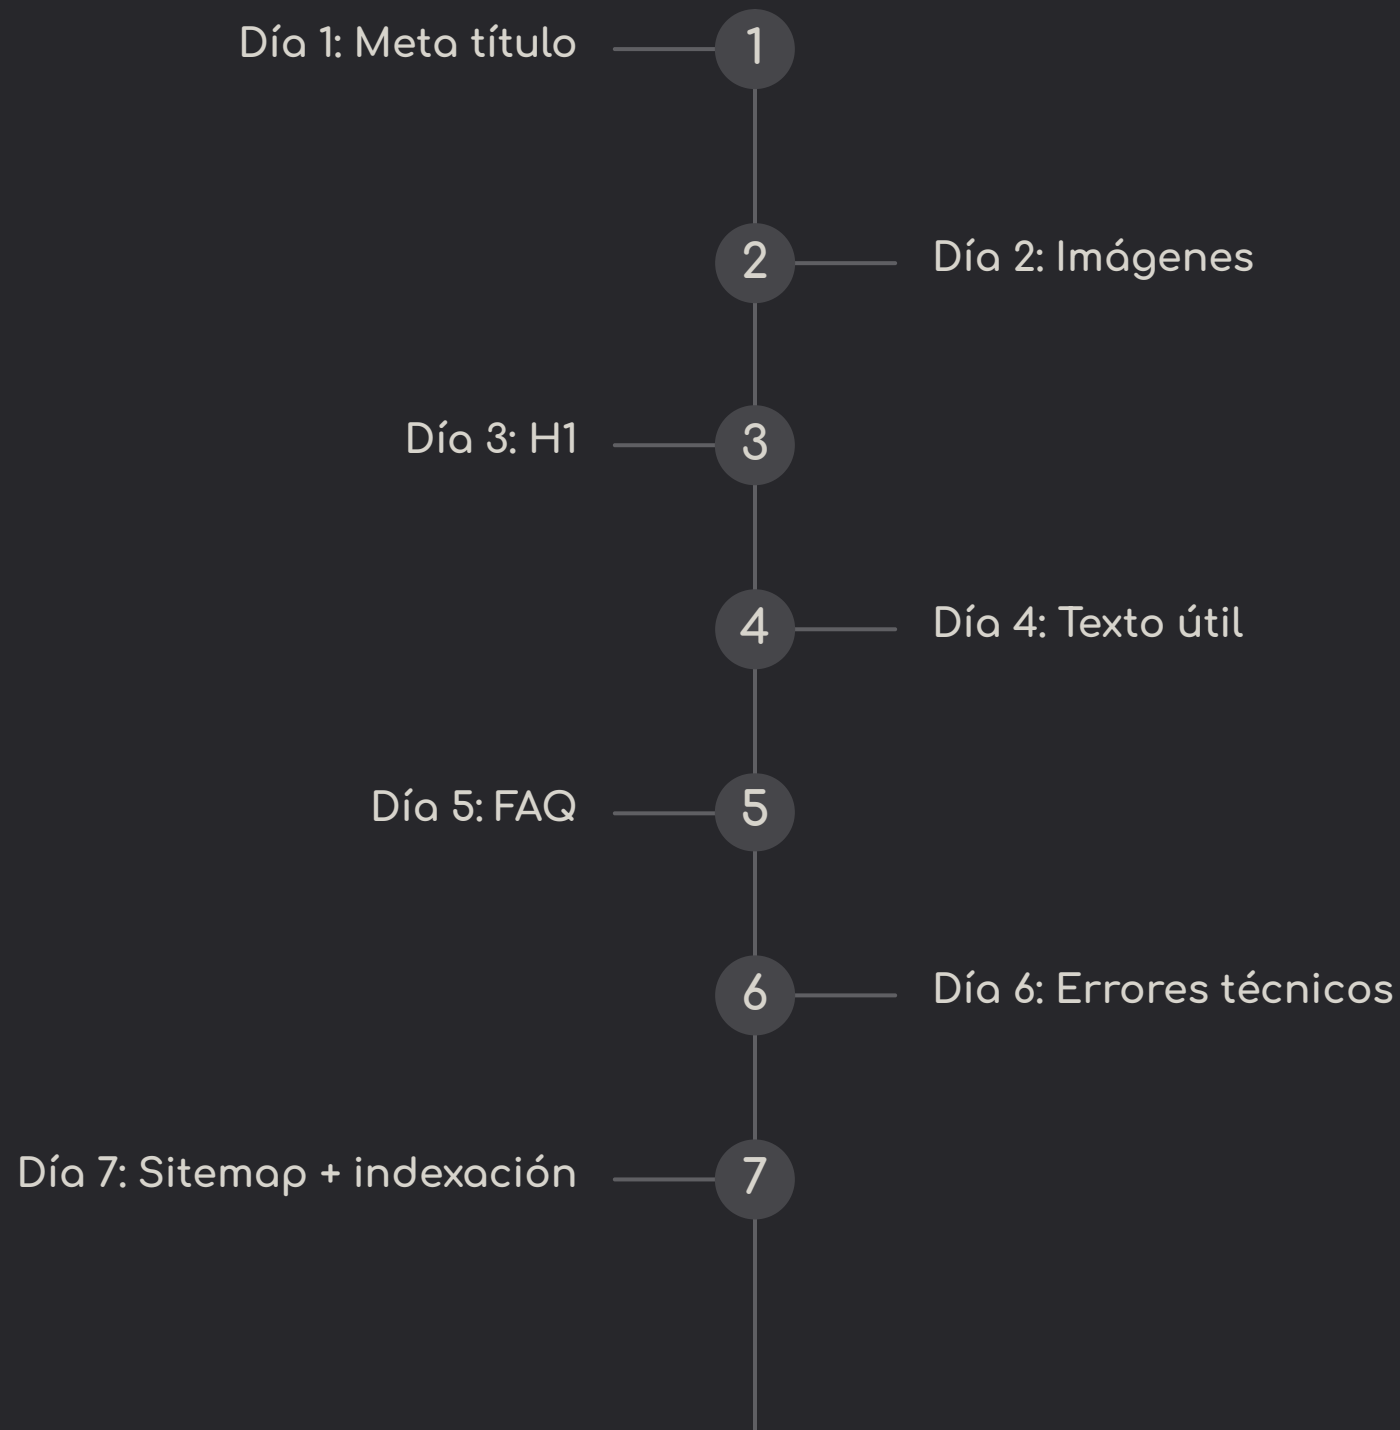 Día 1: Meta título
1
2
Día 2: Imágenes
Día 3: H1
3
4
Día 4: Texto útil
Día 5: FAQ
5
6
Día 6: Errores técnicos
Día 7: Sitemap + indexación
7